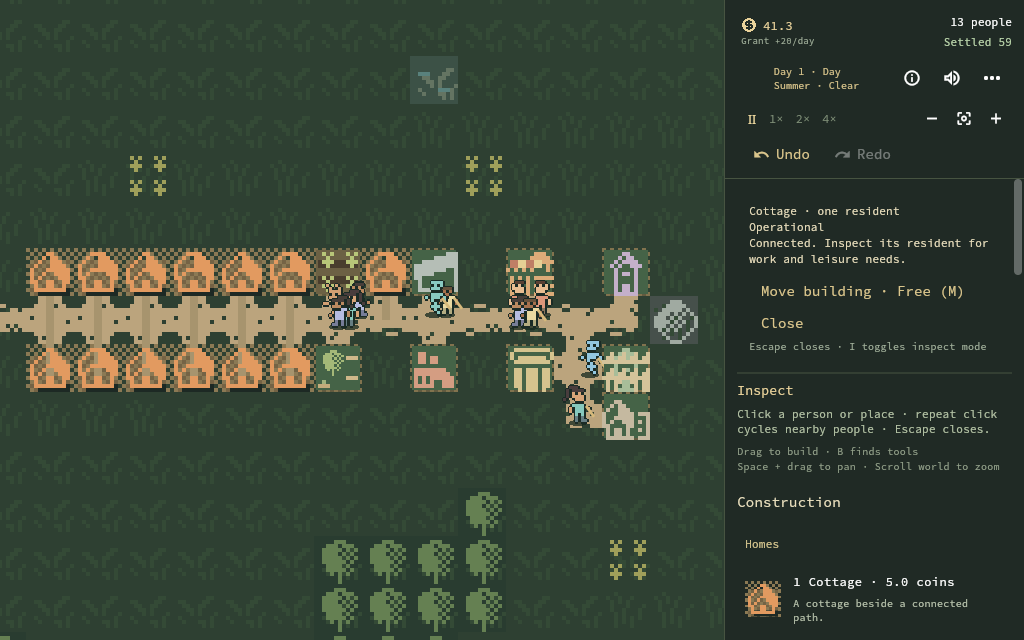 41.3
13 people
Grant +20/day
Settled 59
Day 1 · Day
Summer · Clear
II 1× 2× 4×
Undo Redo
Cottage · one resident
Operational
Connected. Inspect its resident for
work and leisure needs.
Move building · Free (M)
Close
Escape closes · I toggles inspect mode
Inspect
Click a person or place · repeat click
cycles nearby people · Escape closes.
Drag to build · B finds tools
Space + drag to pan · Scroll world to zoom
Construction
Homes
1 Cottage · 5.0 coins
A cottage beside a connected
path.